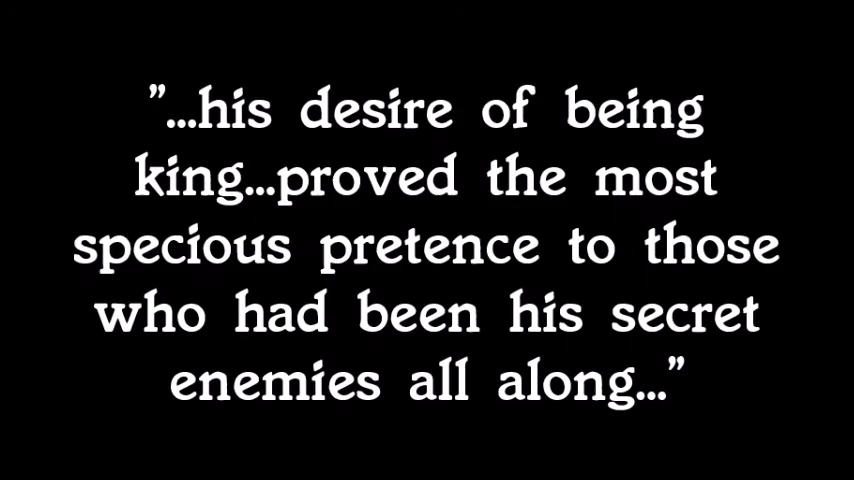 "...his desire of being
king...proved the most
specious pretence to those
who had been his secret
enemies all along..."